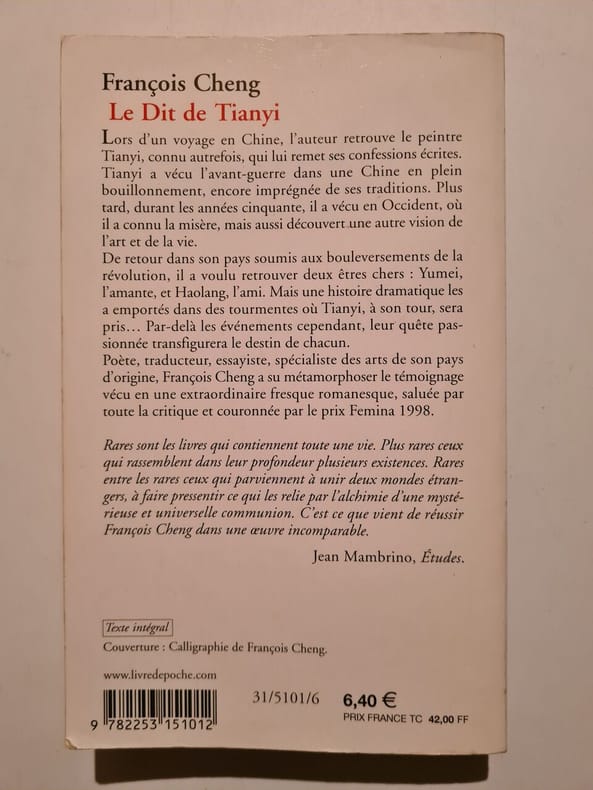 François Cheng
Le Dit de Tianyi
Lors d'un voyage en Chine, l'auteur retrouve le peintre
Tianyi, connu autrefois, qui lui remet ses confessions écrites.
Tianyi a vécu l'avant-guerre dans une Chine en plein
bouillonnement, encore imprégnée de ses traditions. Plus
tard, durant les années cinquante, il a vécu en Occident, où
il a connu la misère, mais aussi découvert une autre vision de
l'art et de la vie.
De retour dans son pays soumis aux bouleversements de la
révolution, il a voulu retrouver deux êtres chers : Yumei,
l'amante, et Haolang, l'ami. Mais une histoire dramatique les
a emportés dans des tourmentes où Tianyi, à son tour, sera
pris... Par-delà les événements cependant, leur quête pas-
sionnée transfigurera le destin de chacun.
Poète, traducteur, essayiste, spécialiste des arts de son pays
d'origine, François Cheng a su métamorphoser le témoignage
vécu en une extraordinaire fresque romanesque, saluée par
toute la critique et couronnée par le prix Femina 1998.
Rares sont les livres qui contiennent toute une vie. Plus rares ceux
qui rassemblent dans leur profondeur plusieurs existences. Rares
entre les rares ceux qui parviennent à unir deux mondes étran-
gers, à faire pressentir ce qui les relie par l'alchimie d'une mysté-
rieuse et universelle communion. C'est ce que vient de réussir
François Cheng dans une œuvre incomparable.
Jean Mambrino, Études.
Texte intégral
Couverture : Calligraphie de François Cheng.
www.livredepoche.com
31/5101/6
6,40 €
PRIX FRANCE TC 42,00 FF
9 782253 151012